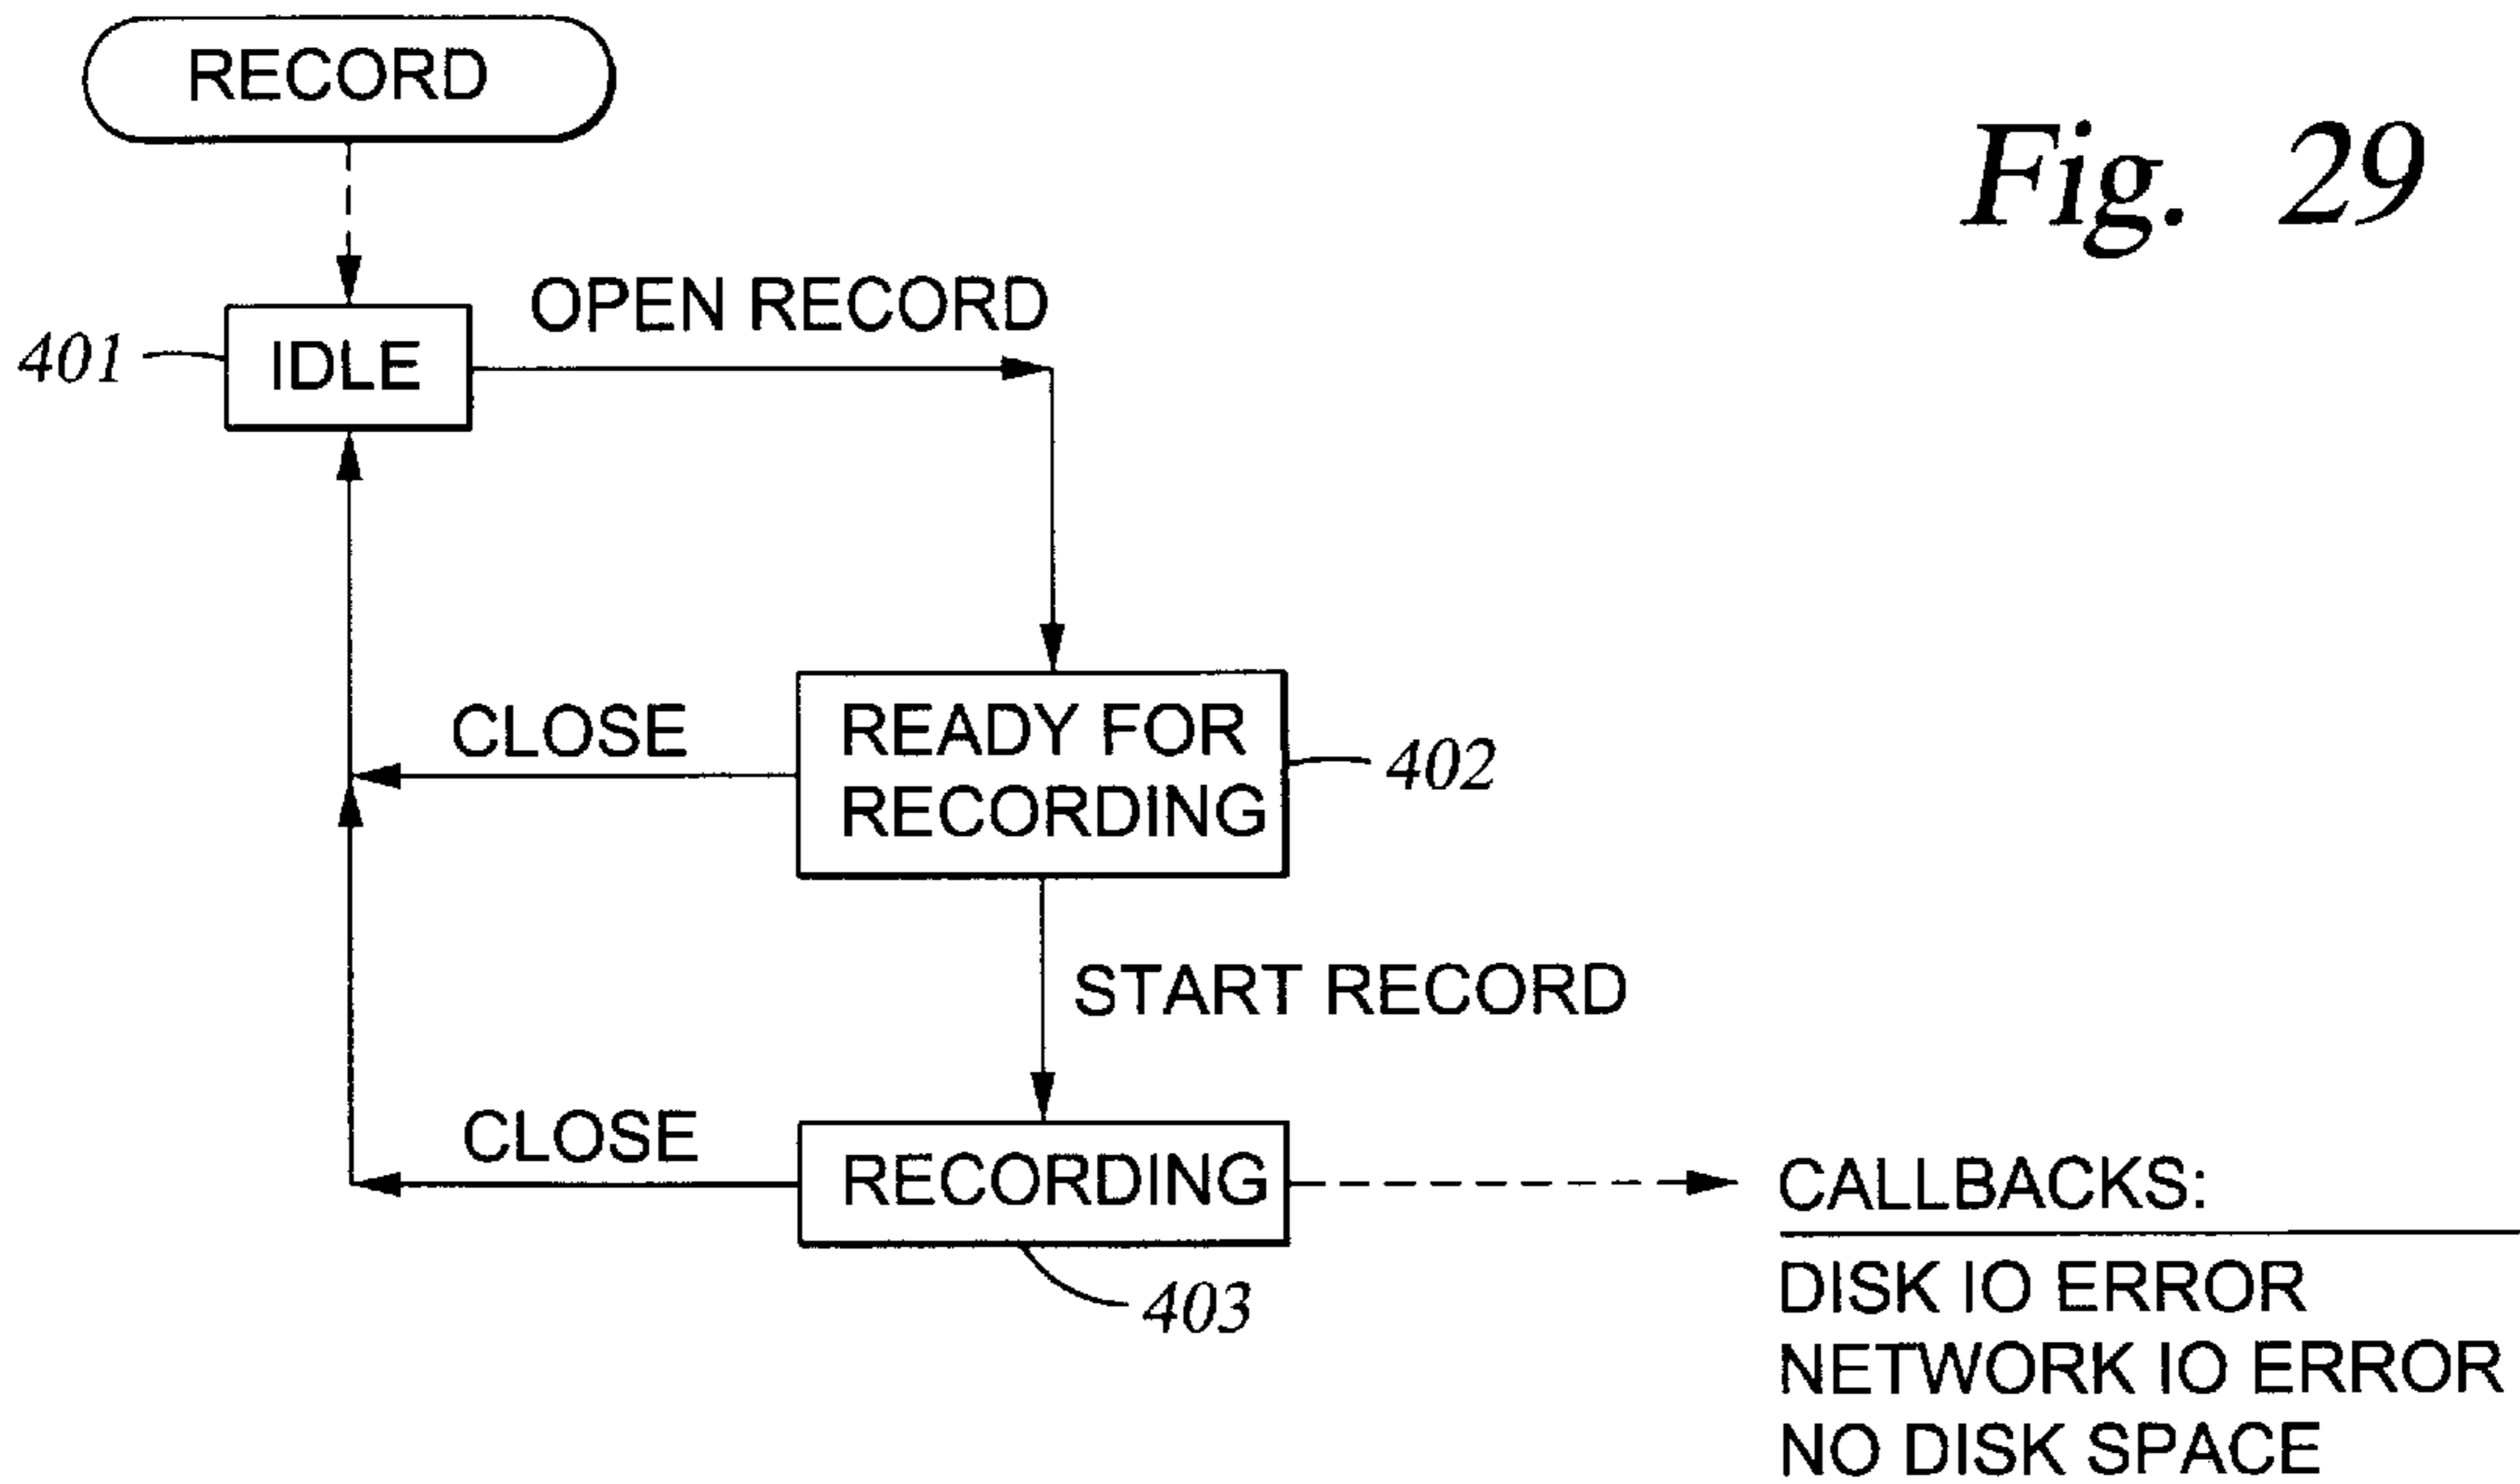 RECORD
Fig. 29
OPEN RECORD
401
IDLE
CLOSE
READY FOR
RECORDING
402
START RECORD
CLOSE
RECORDING
403
CALLBACKS:
DISK IO ERROR
NETWORK IO ERROR
NO DISK SPACE